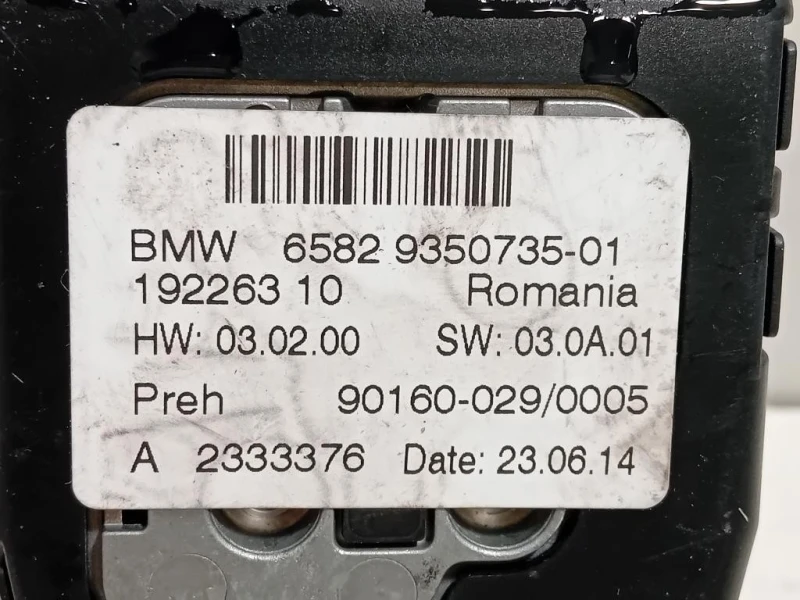 BMW 6582 9350735-01
192263 10 Romania
HW: 03.02.00 SW: 03.0A.01
Preh 90160-029/0005
A 2333376 Date: 23.06.14